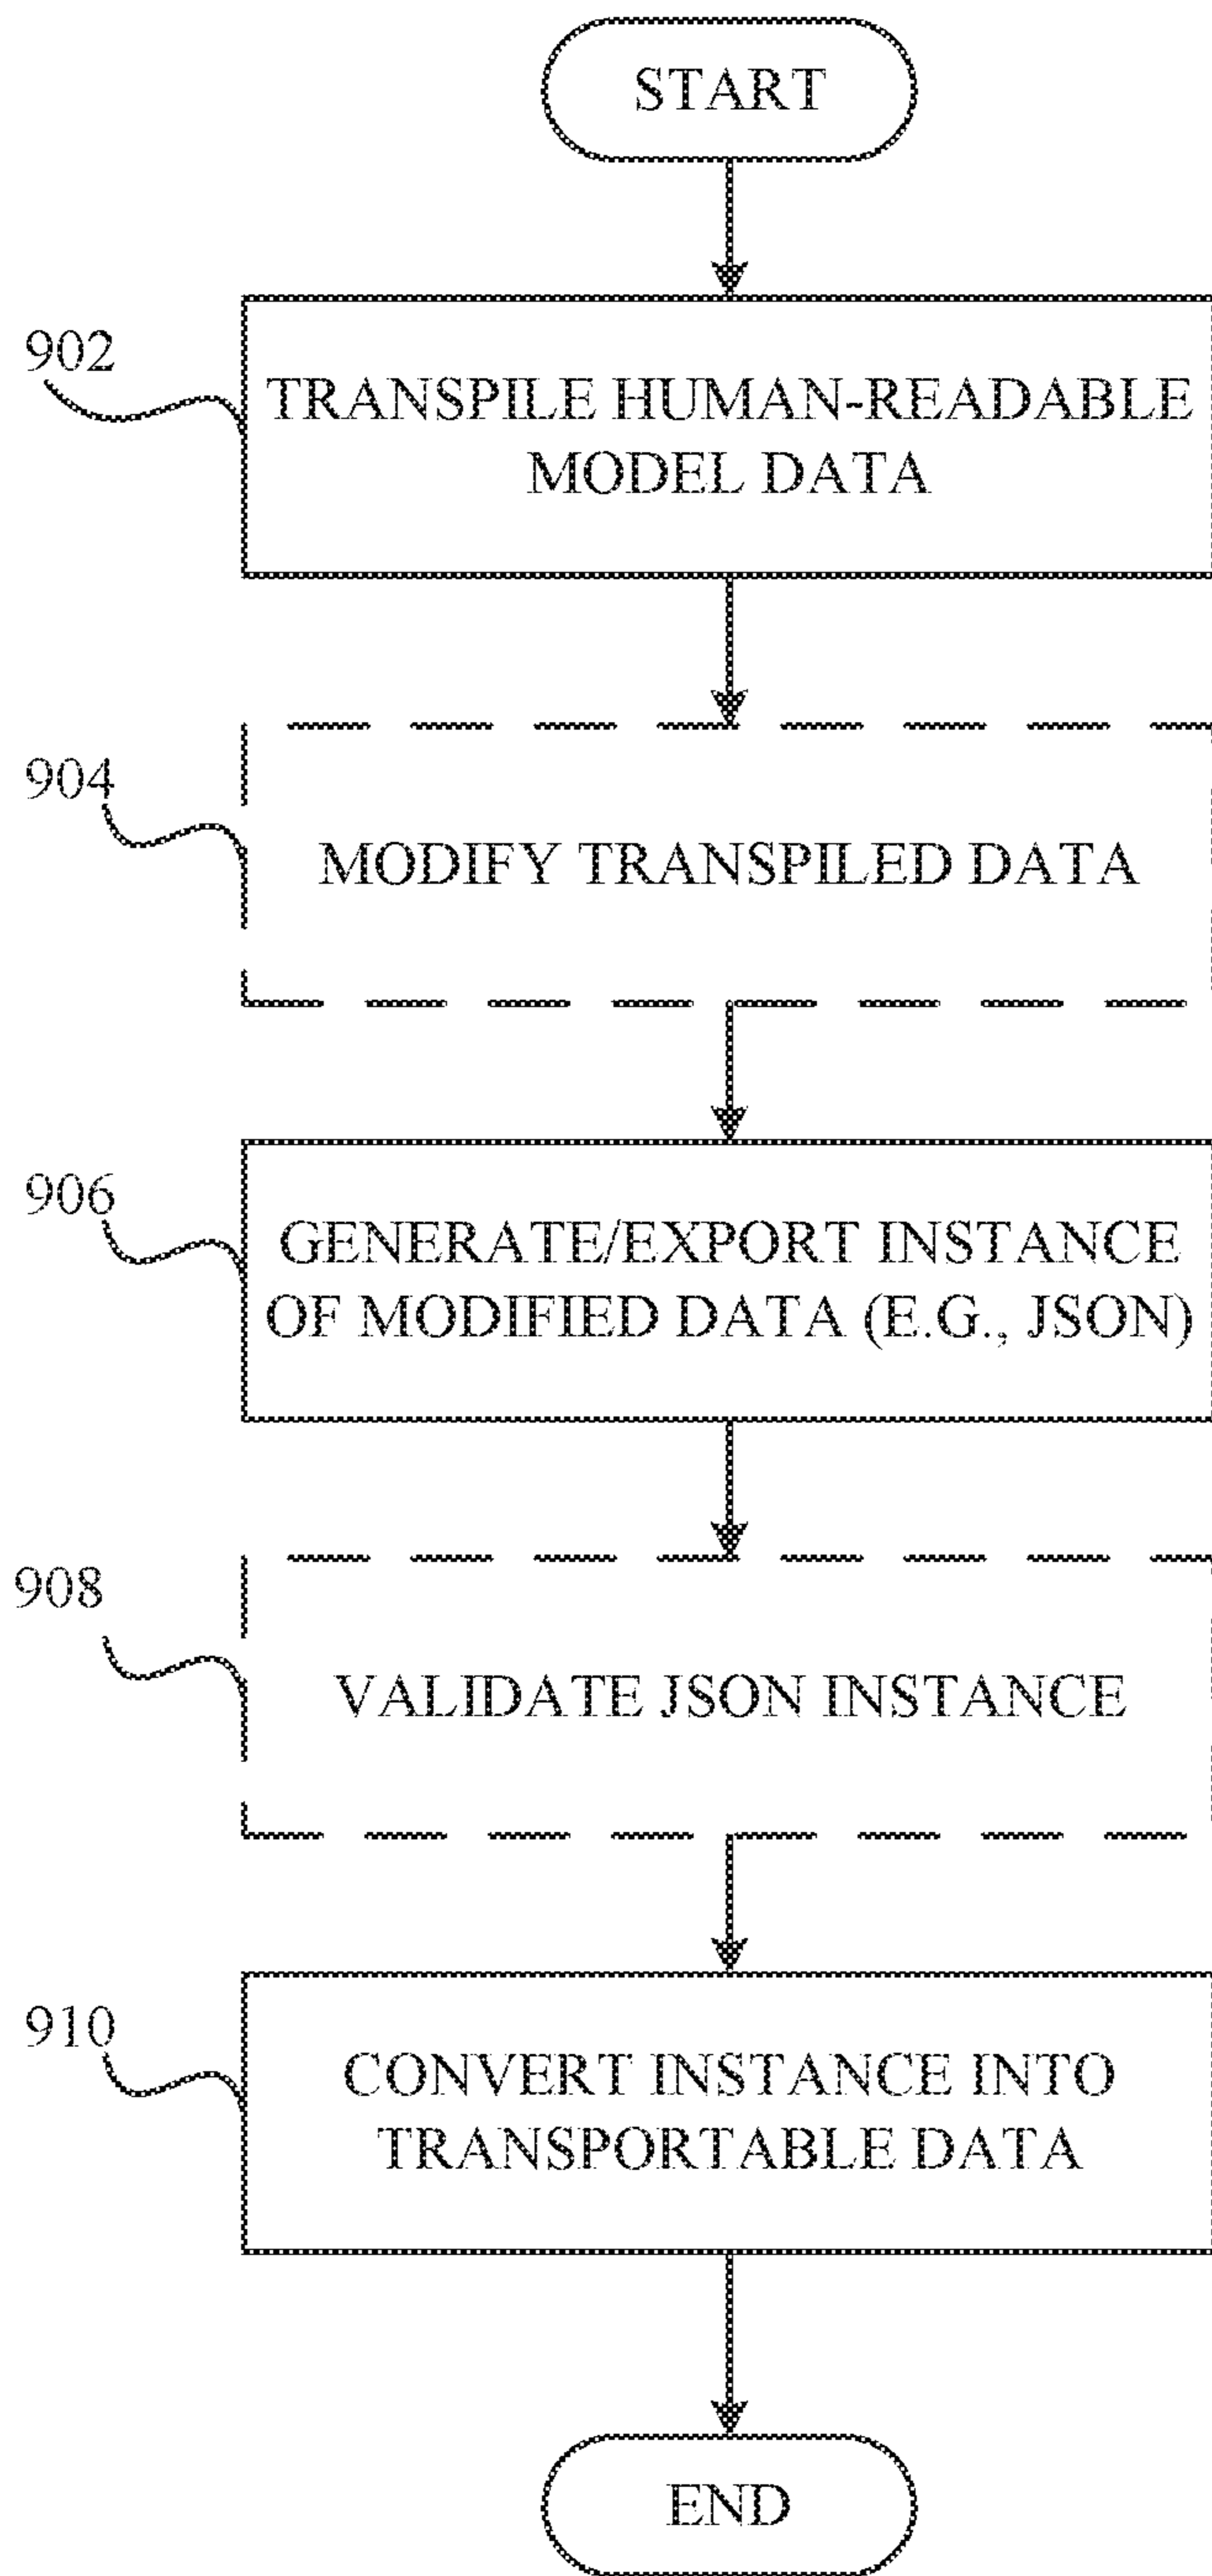 START
902
TRANSPILE HUMAN-READABLE
MODEL DATA
904
MODIFY TRANSPILED DATA
906
GENERATE/EXPORT INSTANCE
OF MODIFIED DATA (E.G., JSON)
908
VALIDATE JSON INSTANCE
910
CONVERT INSTANCE INTO
TRANSPORTABLE DATA
END